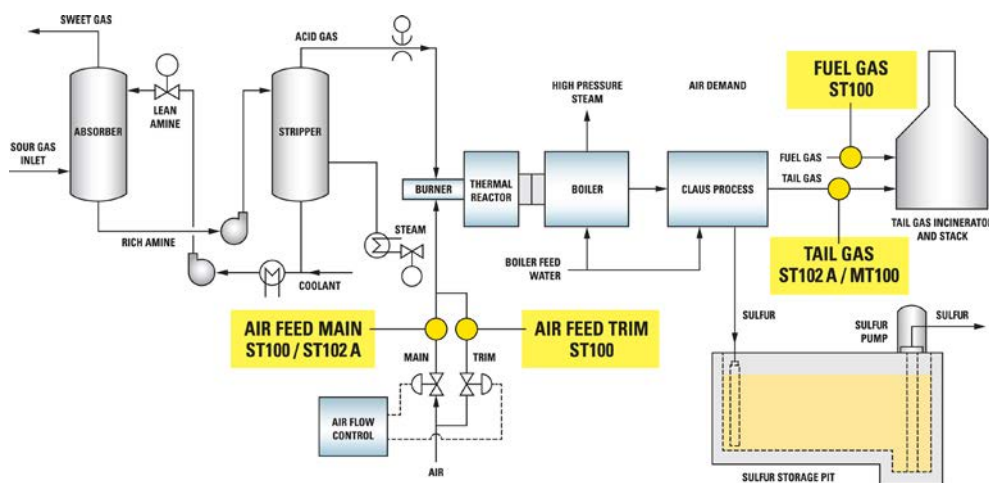 SWEET GAS
ACID GAS
LEAN
AMINE
ABSORBER
STRIPPER
SOUR GAS
INLET
RICH AMINE
STEAM
COOLANT
BURNER
THERMAL
REACTOR
BOILER
HIGH PRESSURE
STEAM
AIR DEMAND
CLAUS PROCESS
BOILER FEED
WATER
FUEL GAS
ST100
FUEL GAS
TAIL GAS
TAIL GAS INCINERATOR
AND STACK
TAIL GAS
ST102 A / MT100
AIR FEED MAIN
ST100 / ST102 A
AIR FEED TRIM
ST100
MAIN
TRIM
AIR FLOW
CONTROL
AIR
SULFUR
SULFUR
PUMP
SULFUR
SULFUR STORAGE PIT